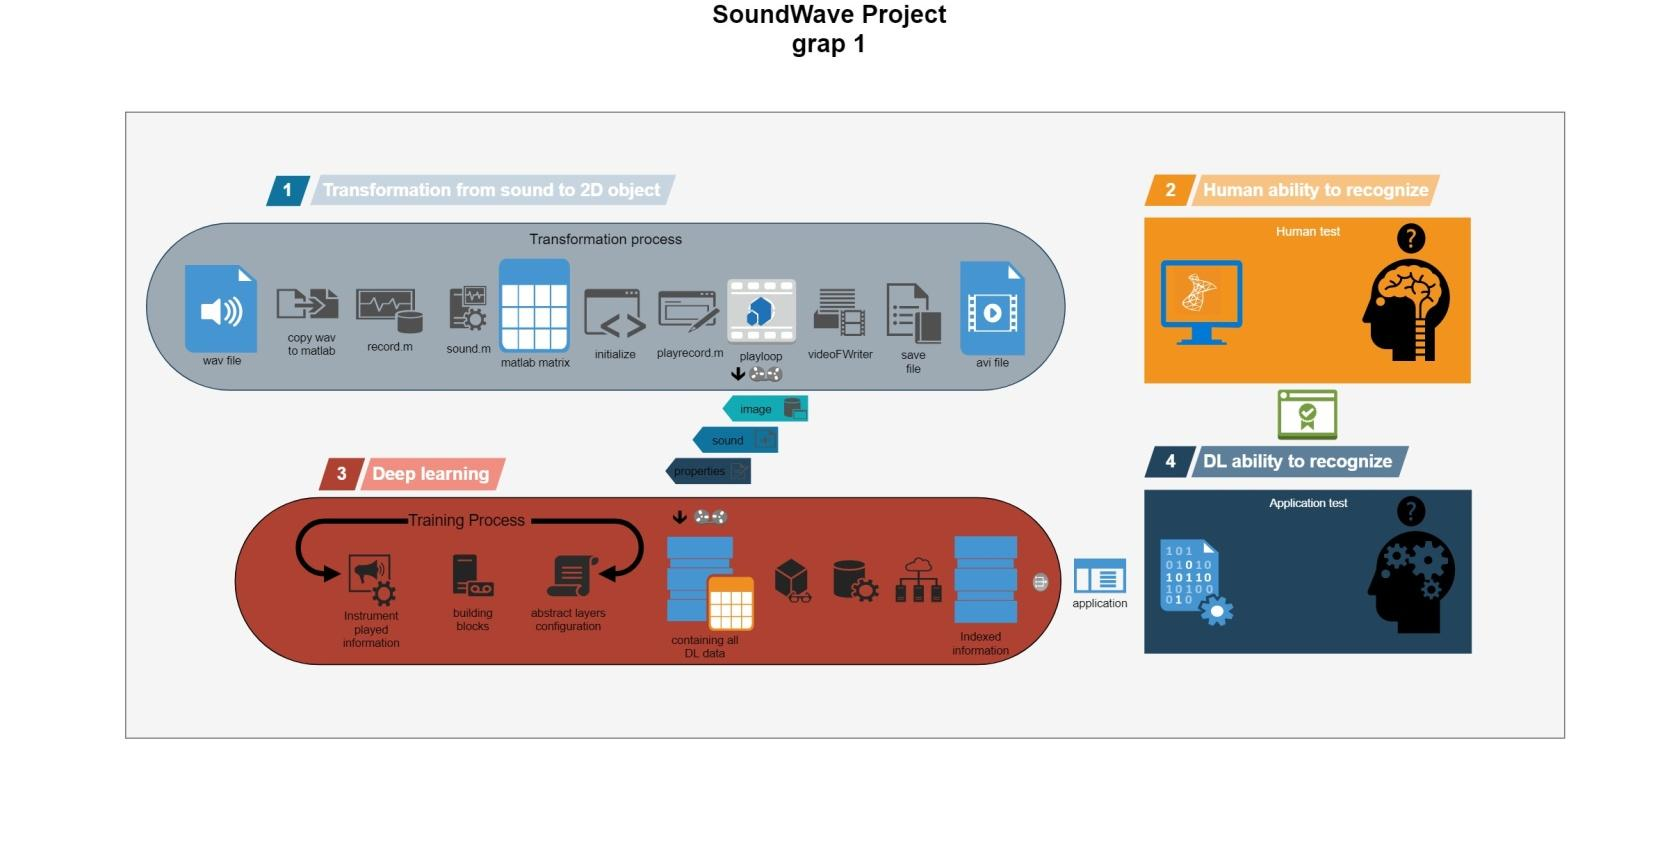 SoundWave Project
grap 1
1 Transformation from sound to 2D object
Transformation process
wav file
copy wav
to matlab
record.m
sound.m
matlab matrix
initialize
playrecord.m
playloop
videoFWriter
save
file
avi file
image
sound
properties
2 Human ability to recognize
Human test
?
3 Deep learning
Training Process
Instrument
played
information
building
blocks
abstract layers
configuration
containing all
DL data
Indexed
information
application
4 DL ability to recognize
Application test
?
101
01010
10110
10100
010